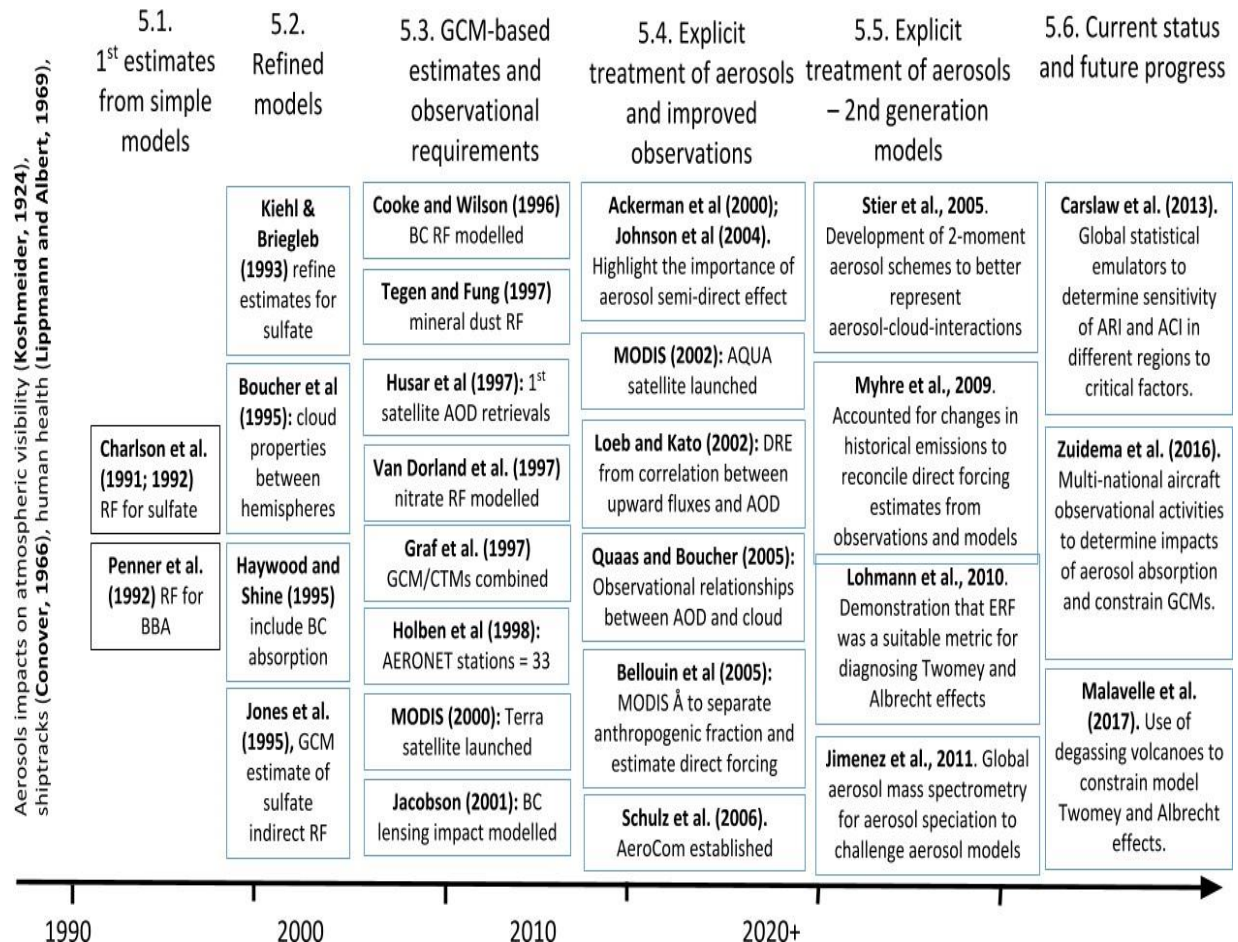 Aerosols impacts on atmospheric visibility (Koshmeider, 1924),
shiptracks (Conover, 1966), human health (Lippmann and Albert, 1969),
5.1.
1st estimates
from simple
models
Charlson et al.
(1991; 1992)
RF for sulfate
Penner et al.
(1992) RF for
BBA
5.2.
Refined
models
Kiehl &
Briegleb
(1993) refine
estimates for
sulfate
Boucher et al
(1995): cloud
properties
between
hemispheres
Haywood and
Shine (1995)
include BC
absorption
Jones et al.
(1995), GCM
estimate of
sulfate
indirect RF
5.3. GCM-based
estimates and
observational
requirements
Cooke and Wilson (1996)
BC RF modelled
Tegen and Fung (1997)
mineral dust RF
Husar et al (1997): 1st
satellite AOD retrievals
Van Dorland et al. (1997)
nitrate RF modelled
Graf et al. (1997)
GCM/CTMs combined
Holben et al (1998):
AERONET stations = 33
MODIS (2000): Terra
satellite launched
Jacobson (2001): BC
lensing impact modelled
5.4. Explicit
treatment of aerosols
and improved
observations
Ackerman et al (2000);
Johnson et al (2004).
Highlight the importance of
aerosol semi-direct effect
MODIS (2002): AQUA
satellite launched
Loeb and Kato (2002): DRE
from correlation between
upward fluxes and AOD
Quaas and Boucher (2005):
Observational relationships
between AOD and cloud
Bellouin et al (2005):
MODIS Å to separate
anthropogenic fraction and
estimate direct forcing
Schulz et al. (2006).
AeroCom established
5.5. Explicit
treatment of aerosols
– 2nd generation
models
Stier et al., 2005.
Development of 2-moment
aerosol schemes to better
represent
aerosol-cloud-interactions
Myhre et al., 2009.
Accounted for changes in
historical emissions to
reconcile direct forcing
estimates from
observations and models
Lohmann et al., 2010.
Demonstration that ERF
was a suitable metric for
diagnosing Twomey and
Albrecht effects
Jimenez et al., 2011. Global
aerosol mass spectrometry
for aerosol speciation to
challenge aerosol models
5.6. Current status
and future progress
Carslaw et al. (2013).
Global statistical
emulators to
determine sensitivity
of ARI and ACI in
different regions to
critical factors.
Zuidema et al. (2016).
Multi-national aircraft
observational activities
to determine impacts
of aerosol absorption
and constrain GCMs.
Malavelle et al.
(2017). Use of
degassing volcanoes to
constrain model
Twomey and Albrecht
effects.
1990 2000 2010 2020+